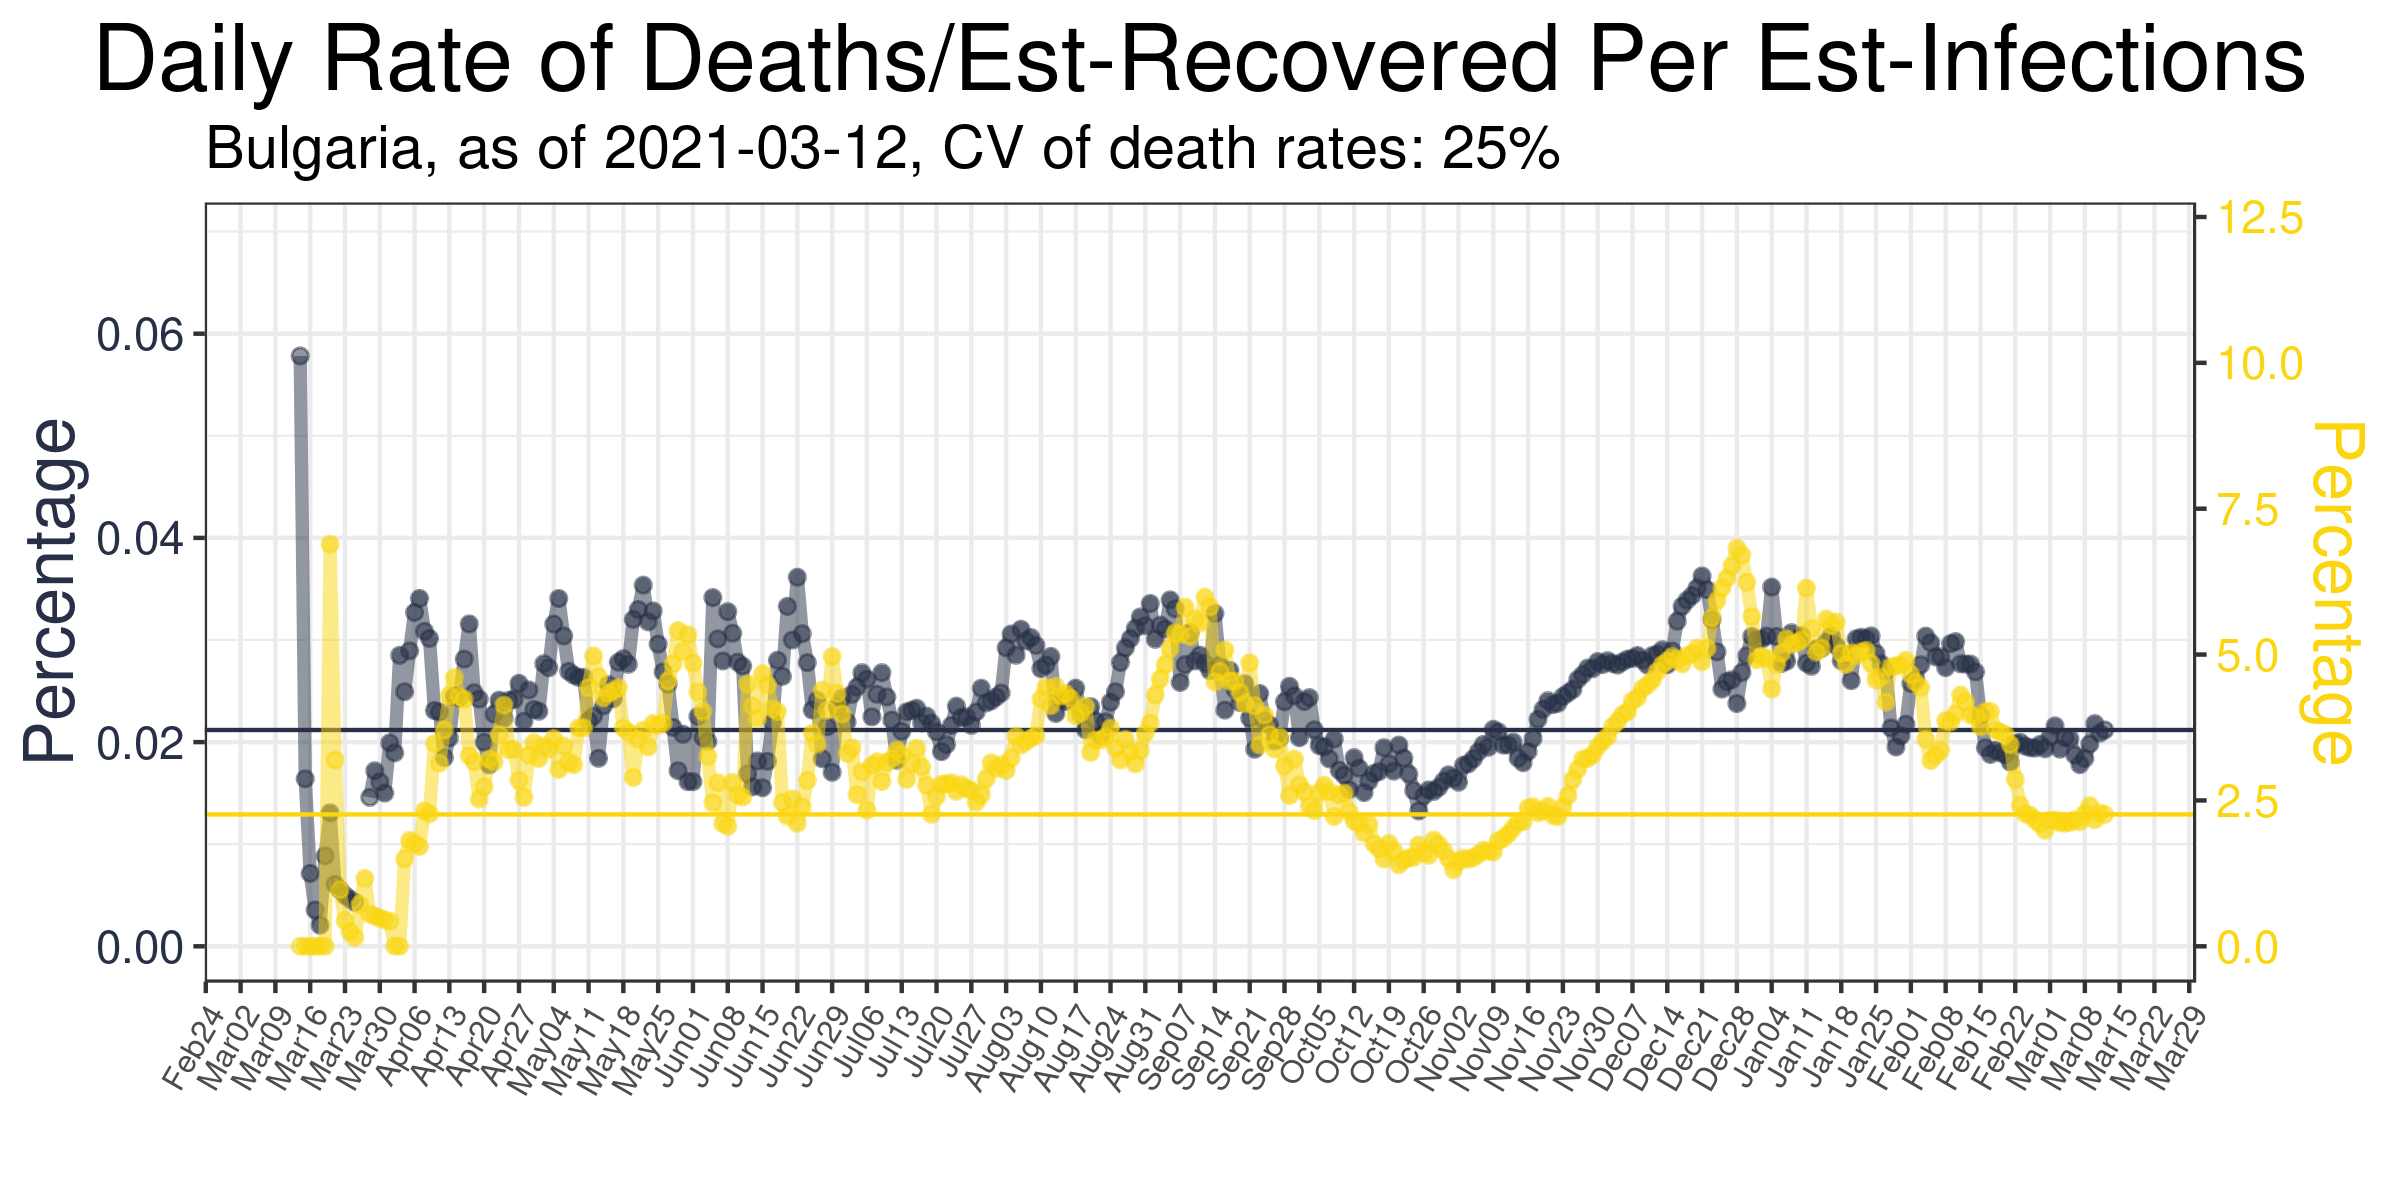 Daily Rate of Deaths/Est-Recovered Per Est-Infections
Bulgaria, as of 2021-03-12, CV of death rates: 25%
Percentage
0.06
0.04
0.02
0.00
12.5
10.0
7.5
5.0
2.5
0.0
Percentage
Feb24
Mar02
Mar09
Mar16
Mar23
Mar30
Apr06
Apr13
Apr20
Apr27
May04
May11
May18
May25
Jun01
Jun08
Jun15
Jun22
Jun29
Jul06
Jul13
Jul20
Jul27
Aug03
Aug10
Aug17
Aug24
Aug31
Sep07
Sep14
Sep21
Sep28
Oct05
Oct12
Oct19
Oct26
Nov02
Nov09
Nov16
Nov23
Nov30
Dec07
Dec14
Dec21
Dec28
Jan04
Jan11
Jan18
Jan25
Feb01
Feb08
Feb15
Feb22
Mar01
Mar08
Mar15
Mar22
Mar29